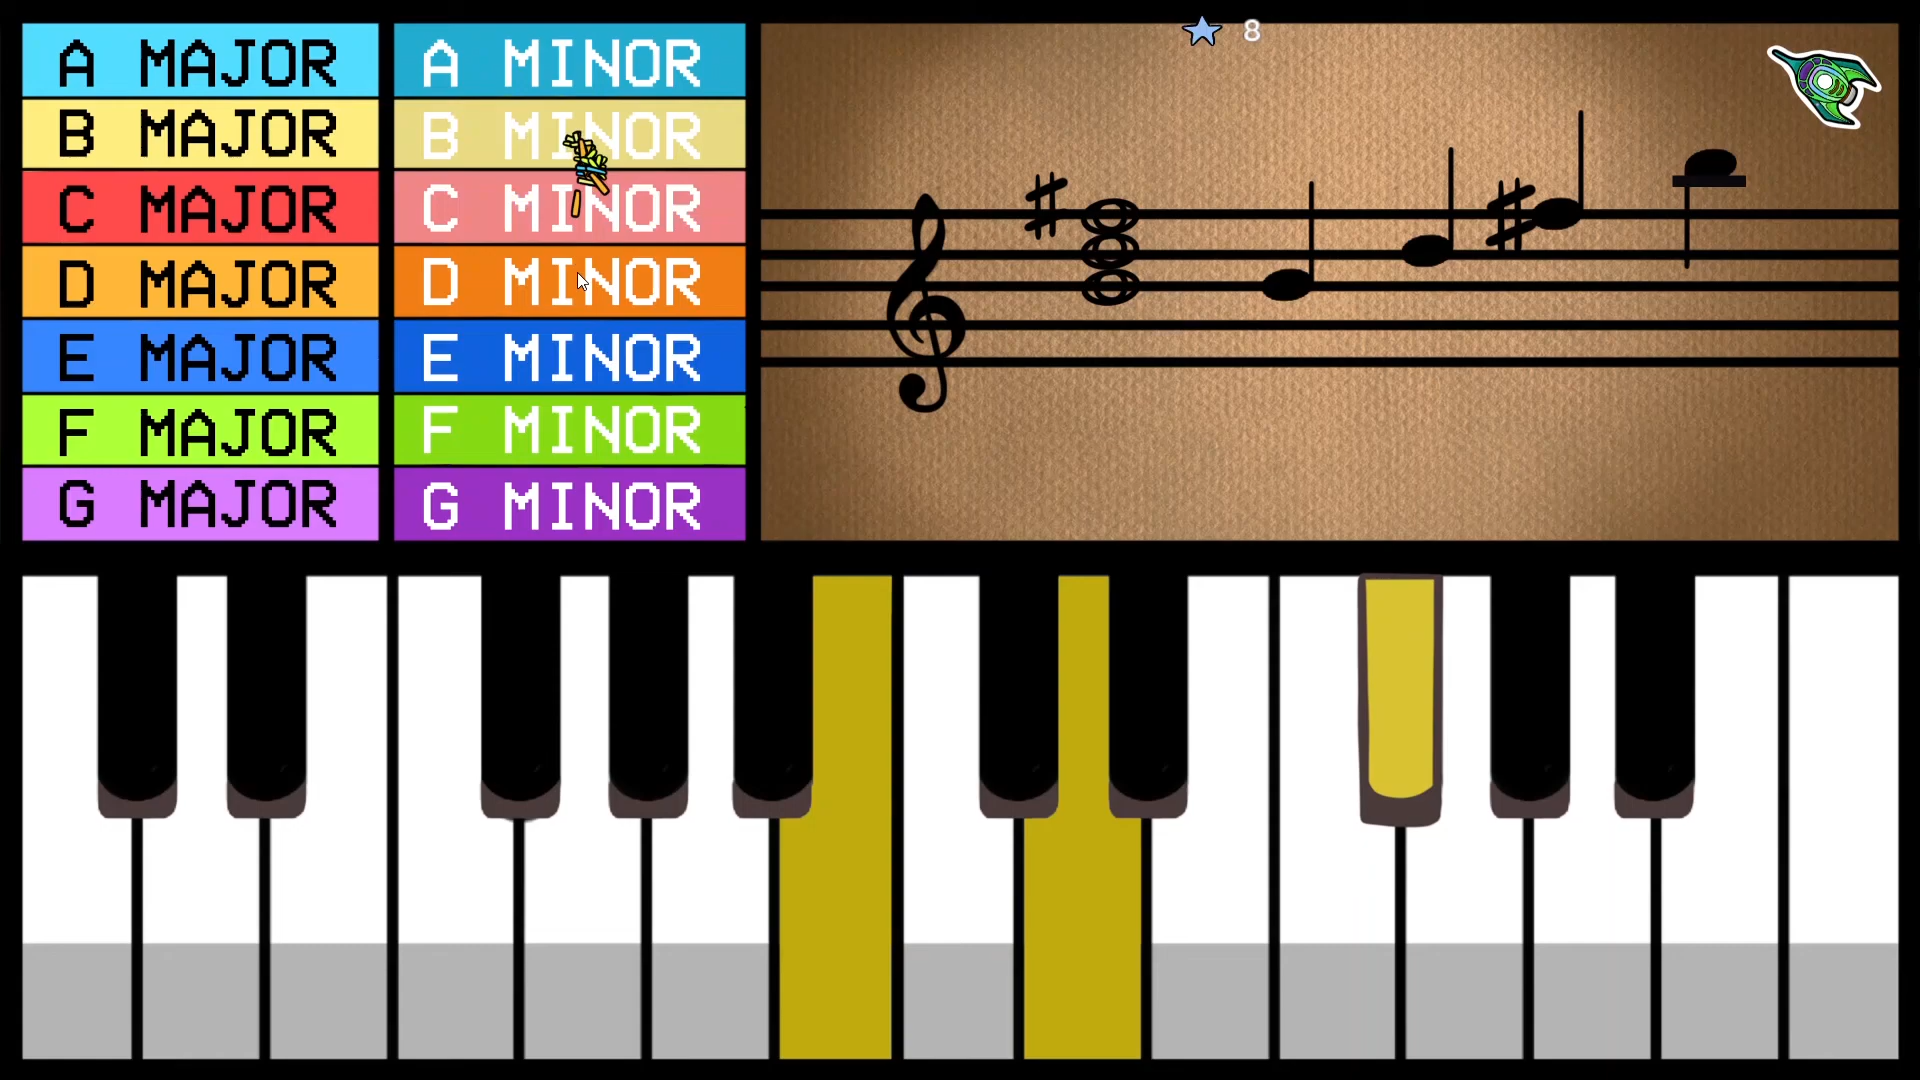 8
A MAJOR
A MINOR
B MAJOR
B MINOR
C MAJOR
C MINOR
D MAJOR
D MINOR
E MAJOR
E MINOR
F MAJOR
F MINOR
G MAJOR
G MINOR